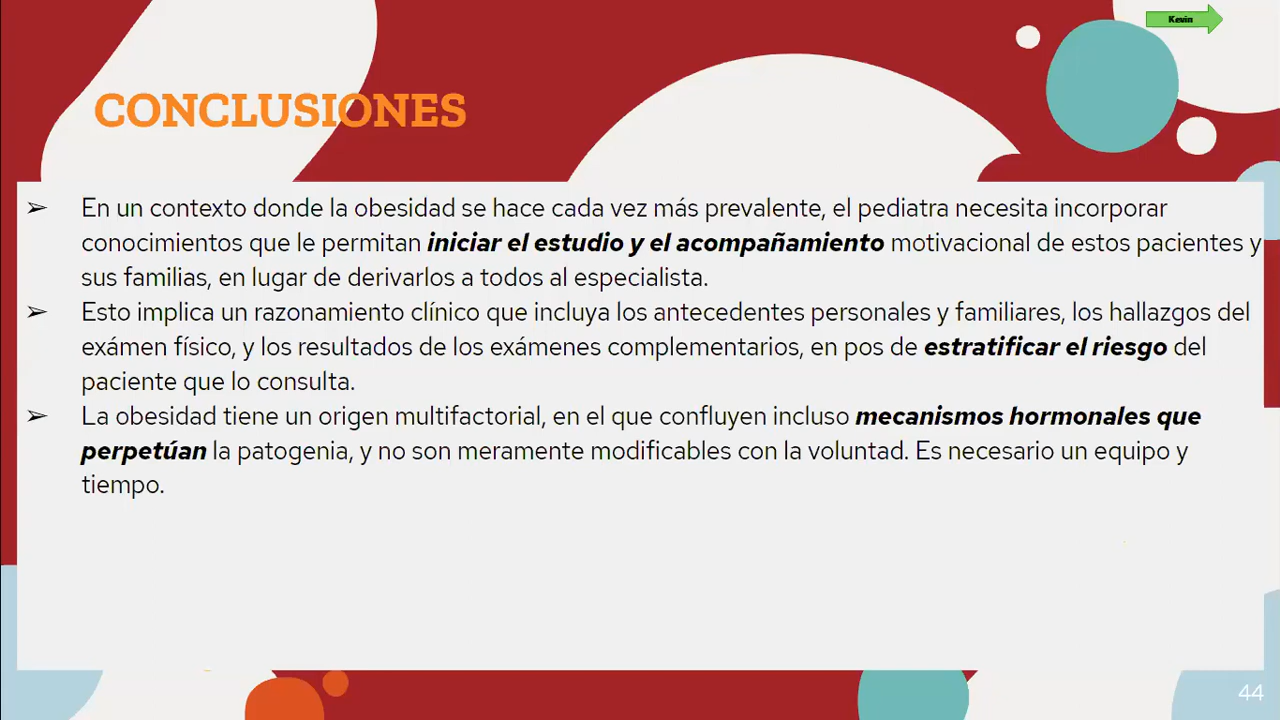 Kevin
CONCLUSIONES
➢ En un contexto donde la obesidad se hace cada vez más prevalente, el pediatra necesita incorporar
conocimientos que le permitan iniciar el estudio y el acompañamiento motivacional de estos pacientes y
sus familias, en lugar de derivarlos a todos al especialista.
➢ Esto implica un razonamiento clínico que incluya los antecedentes personales y familiares, los hallazgos del
exámen físico, y los resultados de los exámenes complementarios, en pos de estratificar el riesgo del
paciente que lo consulta.
➢ La obesidad tiene un origen multifactorial, en el que confluyen incluso mecanismos hormonales que
perpetúan la patogenia, y no son meramente modificables con la voluntad. Es necesario un equipo y
tiempo.
44